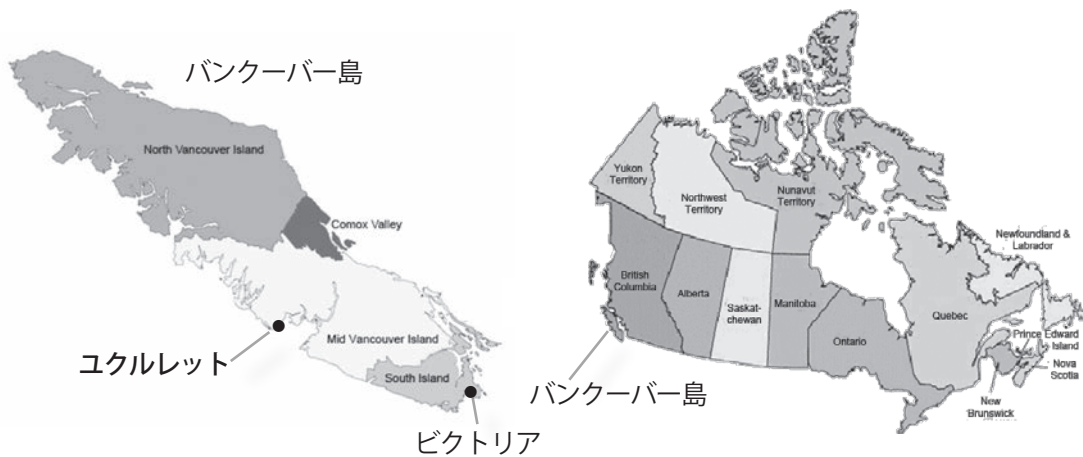 バンクーバー島
North Vancouver Island
Comox Valley
Mid Vancouver Island
ユクルレット
South Island
ビクトリア
Yukon
Territory
Northwest
Territory
Nunavut
Territory
Newfoundland &
Labrador
British
Columbia
Alberta
Saskat-
chewan
Manitoba
Ontario
Quebec
Prince Edward
Island
Nova
Scotia
New
Brunswick
バンクーバー島